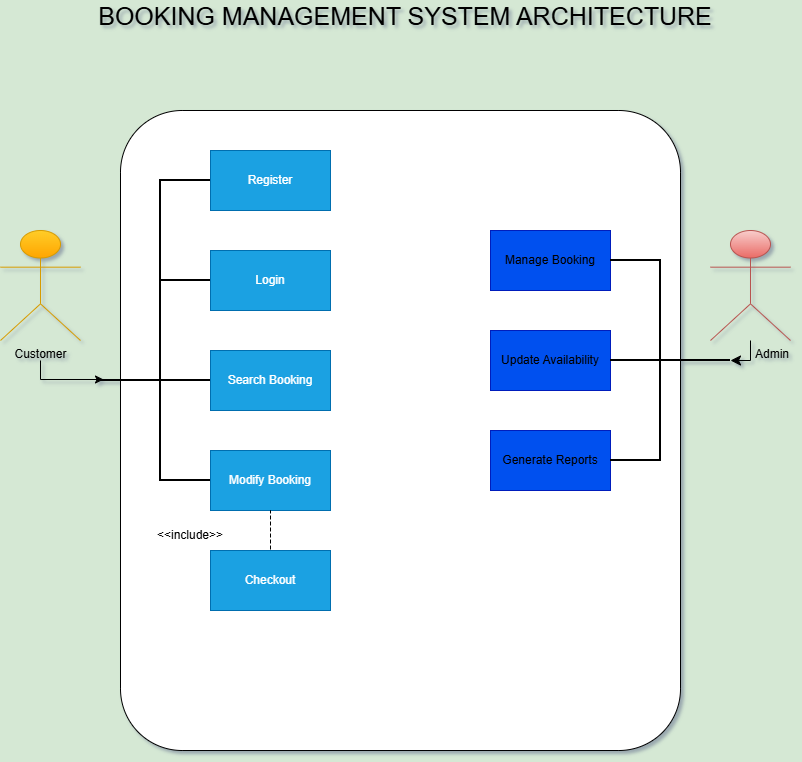 BOOKING MANAGEMENT SYSTEM ARCHITECTURE
Register
Login
Search Booking
Modify Booking
<<include>>
Checkout
Manage Booking
Update Availability
Generate Reports
Customer
Admin